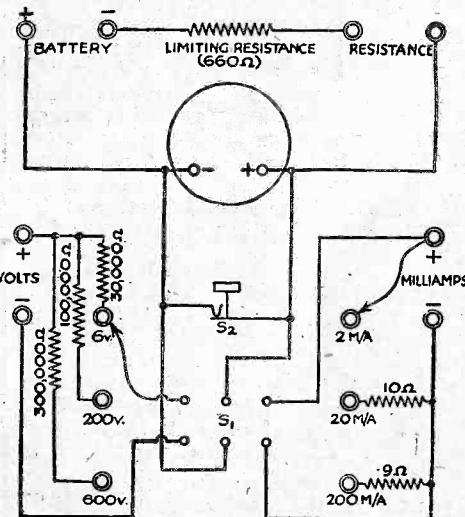 + - 
BATTERY LIMITING RESISTANCE RESISTANCE
(660Ω)
- +
+ +
VOLTS 300,000Ω 100,000Ω 30,000Ω MILLIAMPS
- -
6v. S2 2 M/A
10Ω
200v. S1 20 M/A
.9Ω
600v. 200 M/A